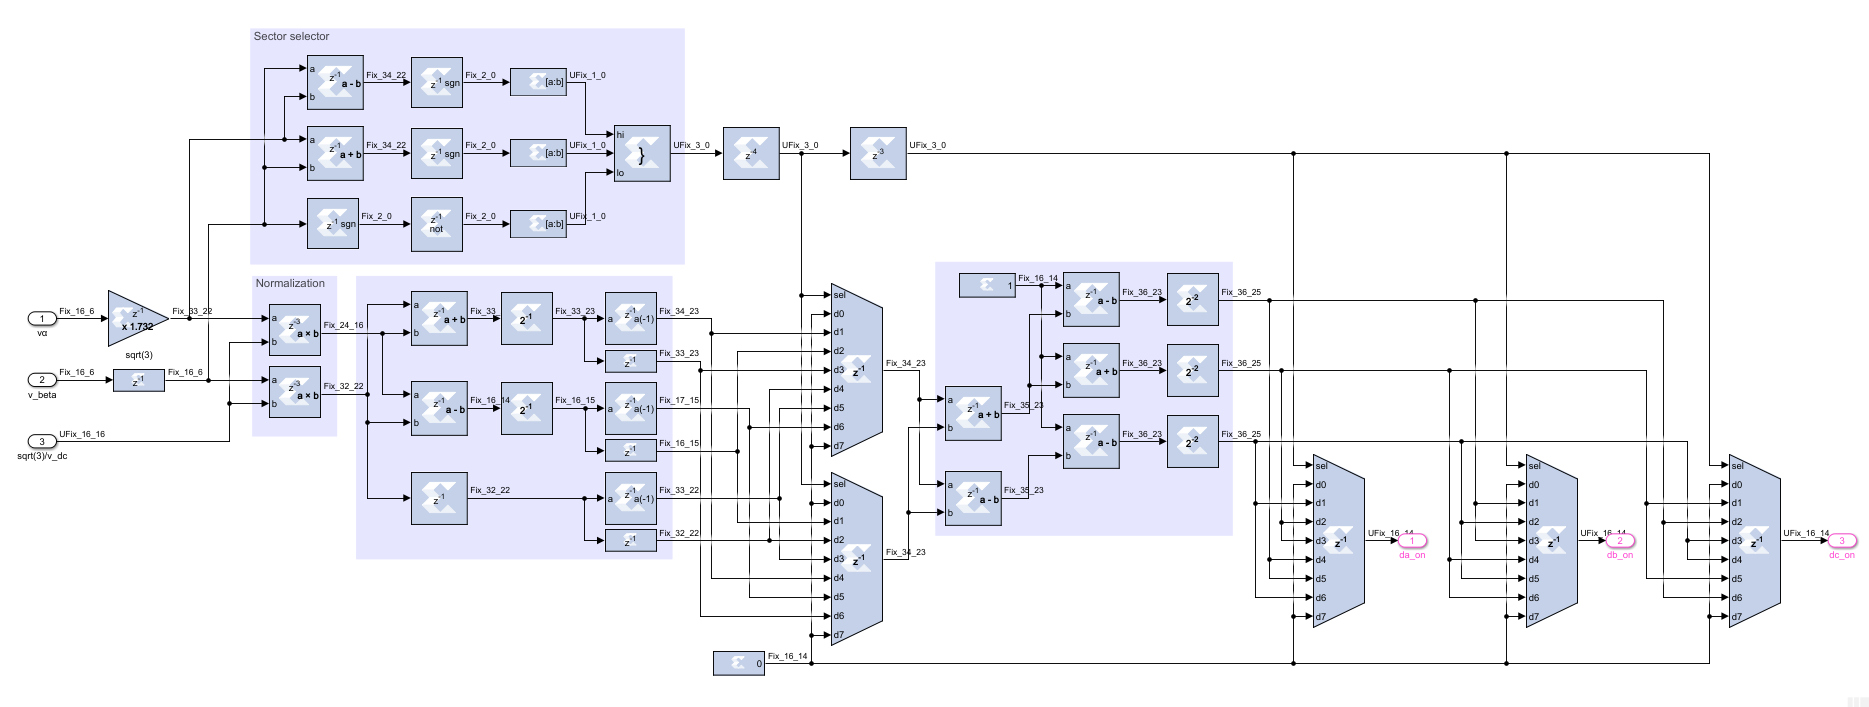 Sector selector
a
b
z-1
a - b
Fix_34_22
z-1 sgn
Fix_2_0
[a:b]
UFix_1_0
a
b
z-1
a + b
Fix_34_22
z-1 sgn
Fix_2_0
[a:b]
UFix_1_0
hi
lo
}
UFix_3_0
z-4
UFix_3_0
z-3
UFix_3_0
z-1 sgn
Fix_2_0
z-1
not
Fix_2_0
[a:b]
UFix_1_0
1
vα
Fix_16_6
z-1
x 1.732
sqrt(3)
Fix_33_22
2
v_beta
Fix_16_6
z-1
Fix_16_6
3
sqrt(3)/v_dc
UFix_16_16
Normalization
a
b
z-3
a × b
Fix_24_16
a
b
z-3
a × b
Fix_32_22
a
b
z-1
a + b
Fix_33
2-1
Fix_33_23
a
z-1
a(-1)
Fix_34_23
z-1
Fix_33_23
a
b
z-1
a - b
Fix_16_14
2-1
Fix_16_15
a
z-1
a(-1)
Fix_17_15
z-1
Fix_16_15
z-1
Fix_32_22
a
z-1
a(-1)
Fix_33_22
z-1
Fix_32_22
sel
d0
d1
d2
d3
d4
d5
d6
d7
z-1
Fix_34_23
sel
d0
d1
d2
d3
d4
d5
d6
d7
z-1
Fix_34_23
0
Fix_16_14
a
b
z-1
a + b
Fix_35_23
a
b
z-1
a - b
Fix_35_23
1
Fix_16_14
a
b
z-1
a - b
Fix_36_23
2-2
Fix_36_25
a
b
z-1
a + b
Fix_36_23
2-2
Fix_36_25
a
b
z-1
a - b
Fix_36_23
2-2
Fix_36_25
sel
d0
d1
d2
d3
d4
d5
d6
d7
z-1
UFix_16_14
1
da_on
sel
d0
d1
d2
d3
d4
d5
d6
d7
z-1
UFix_16_14
2
db_on
sel
d0
d1
d2
d3
d4
d5
d6
d7
z-1
UFix_16_14
3
dc_on